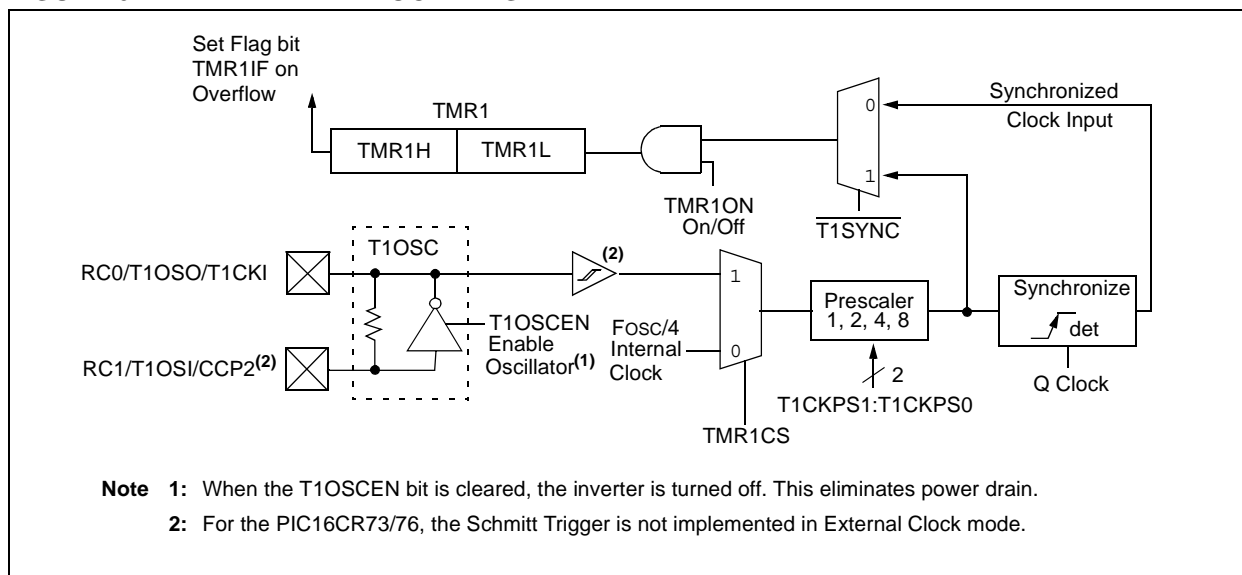 Set Flag bit
TMR1IF on
Overflow
TMR1
TMR1H
TMR1L
TMR1ON
On/Off
0
1
T1SYNC
Synchronized
Clock Input
T1OSC
RC0/T1OSO/T1CKI
RC1/T1OSI/CCP2(2)
T1OSCEN
Enable
Oscillator(1)
(2)
FOSC/4
Internal
Clock
1
0
TMR1CS
Prescaler
1, 2, 4, 8
2
T1CKPS1:T1CKPS0
Synchronize
det
Q Clock
Note 1: When the T1OSCEN bit is cleared, the inverter is turned off. This eliminates power drain.
2: For the PIC16CR73/76, the Schmitt Trigger is not implemented in External Clock mode.